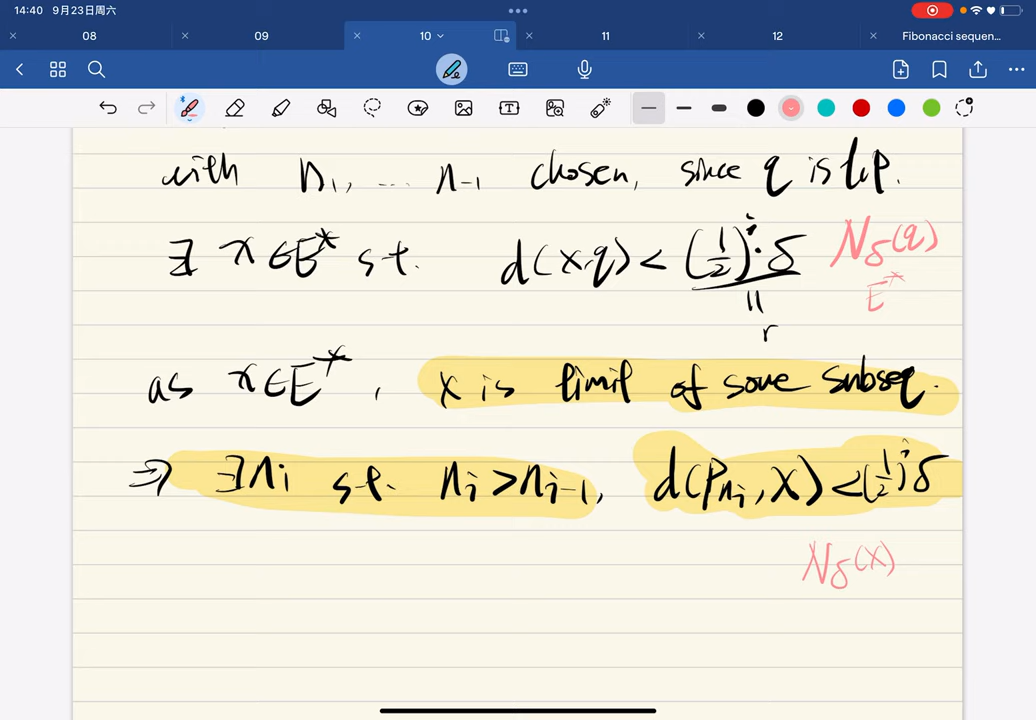 14:40 9月23日周六
08 09 10 11 12 Fibonacci sequen...
with n₁, ... n₋₁ chosen, since q is l.p.
∃ x∈E* s.t. d(x,q) < (1/2)ⁱ·δ N_δ(q)
E*
||
r
as x∈E*, x is limit of some subseq.
⇒ ∃nᵢ s.t. nᵢ>nᵢ₋₁, d(pₙᵢ, x) <(1/2)ⁱδ
N_δ(x)